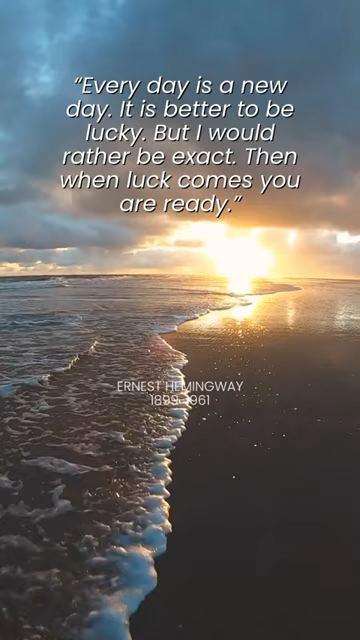 “Every day is a new
day. It is better to be
lucky. But I would
rather be exact. Then
when luck comes you
are ready.”
ERNEST HEMINGWAY
1899-1961